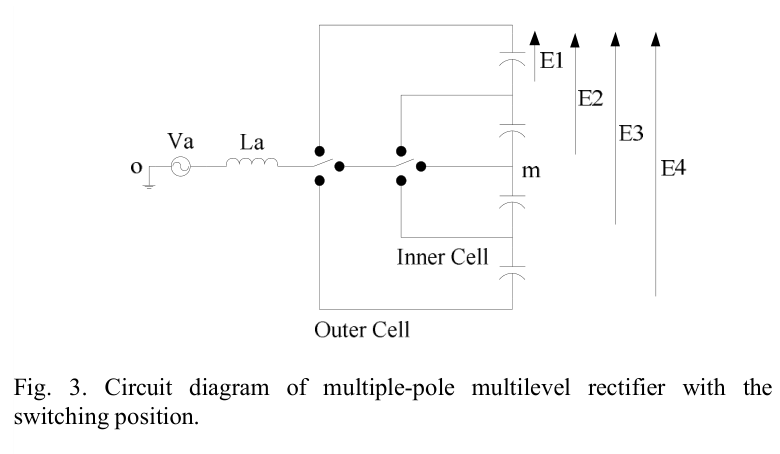 E1
E2
Va
La
E3
o
m
E4
Inner Cell
Outer Cell
Fig. 3. Circuit diagram of multiple-pole multilevel rectifier with the
switching position.